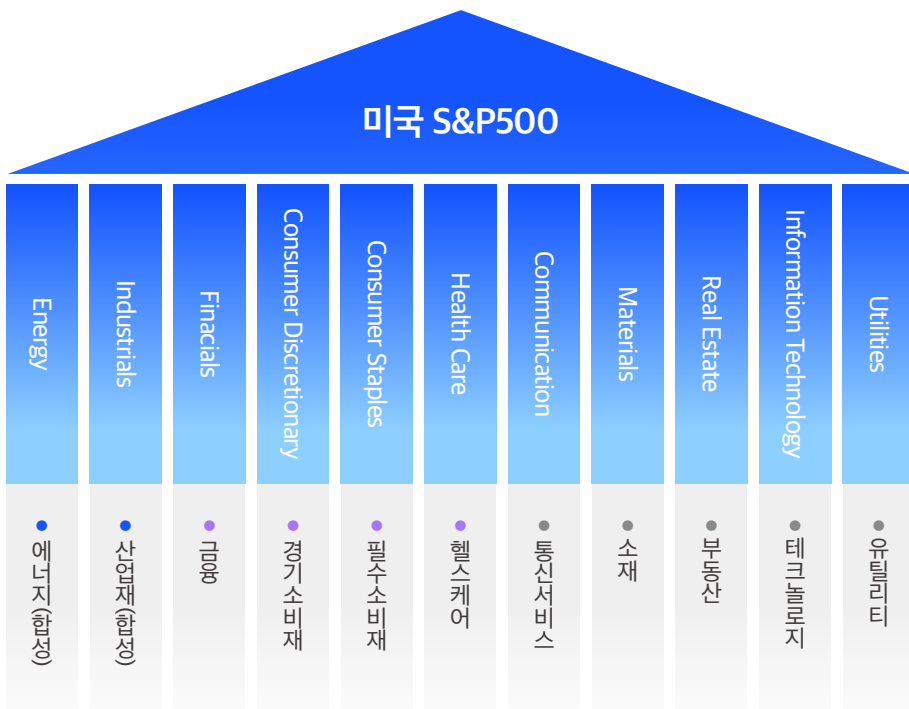 미국 S&P500
Energy
Industrials
Finacials
Consumer Discretionary
Consumer Staples
Health Care
Communication
Materials
Real Estate
Information Technology
Utilities
에너지(합성)
산업재(합성)
금융
경기소비재
필수소비재
헬스케어
통신서비스
소재
부동산
테크놀로지
유틸리티